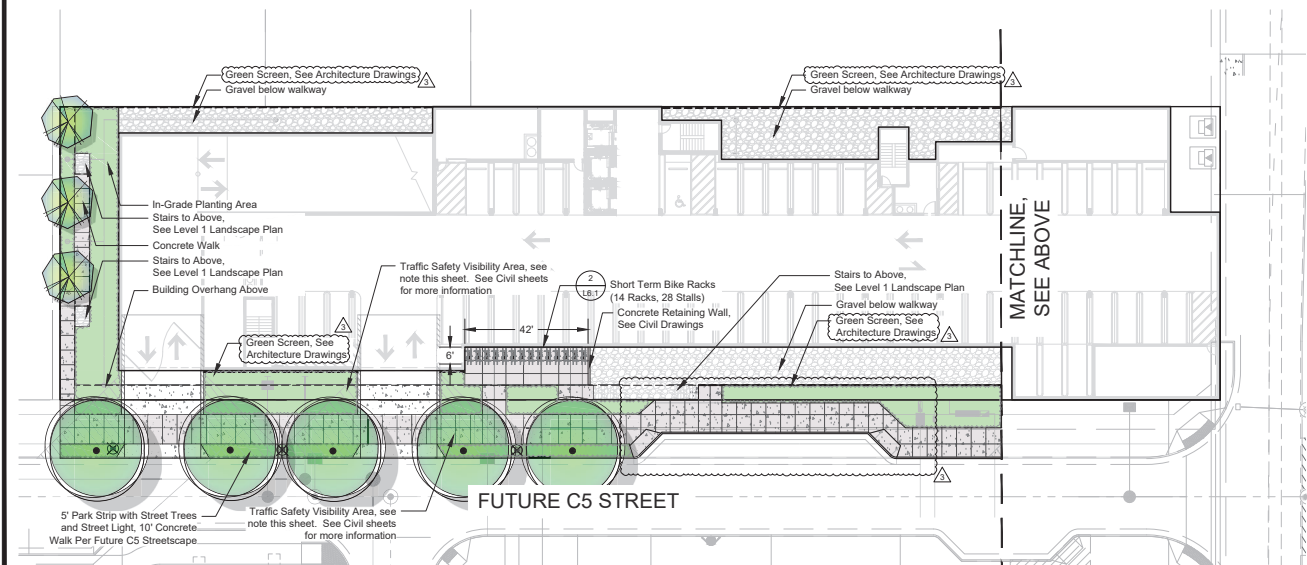 Green Screen, See Architecture Drawings
3
Gravel below walkway
Green Screen, See Architecture Drawings
3
Gravel below walkway
In-Grade Planting Area
Stairs to Above,
See Level 1 Landscape Plan
Concrete Walk
Stairs to Above,
See Level 1 Landscape Plan
Building Overhang Above
Green Screen, See
Architecture Drawings
3
Traffic Safety Visibility Area, see
note this sheet. See Civil sheets
for more information
42'
6'
2
L6.1
Short Term Bike Racks
(14 Racks, 28 Stalls)
Concrete Retaining Wall,
See Civil Drawings
Stairs to Above,
See Level 1 Landscape Plan
Gravel below walkway
Green Screen, See
Architecture Drawings
3
MATCHLINE,
SEE ABOVE
3
FUTURE C5 STREET
5' Park Strip with Street Trees
and Street Light, 10' Concrete
Walk Per Future C5 Streetscape
Traffic Safety Visibility Area, see
note this sheet. See Civil sheets
for more information